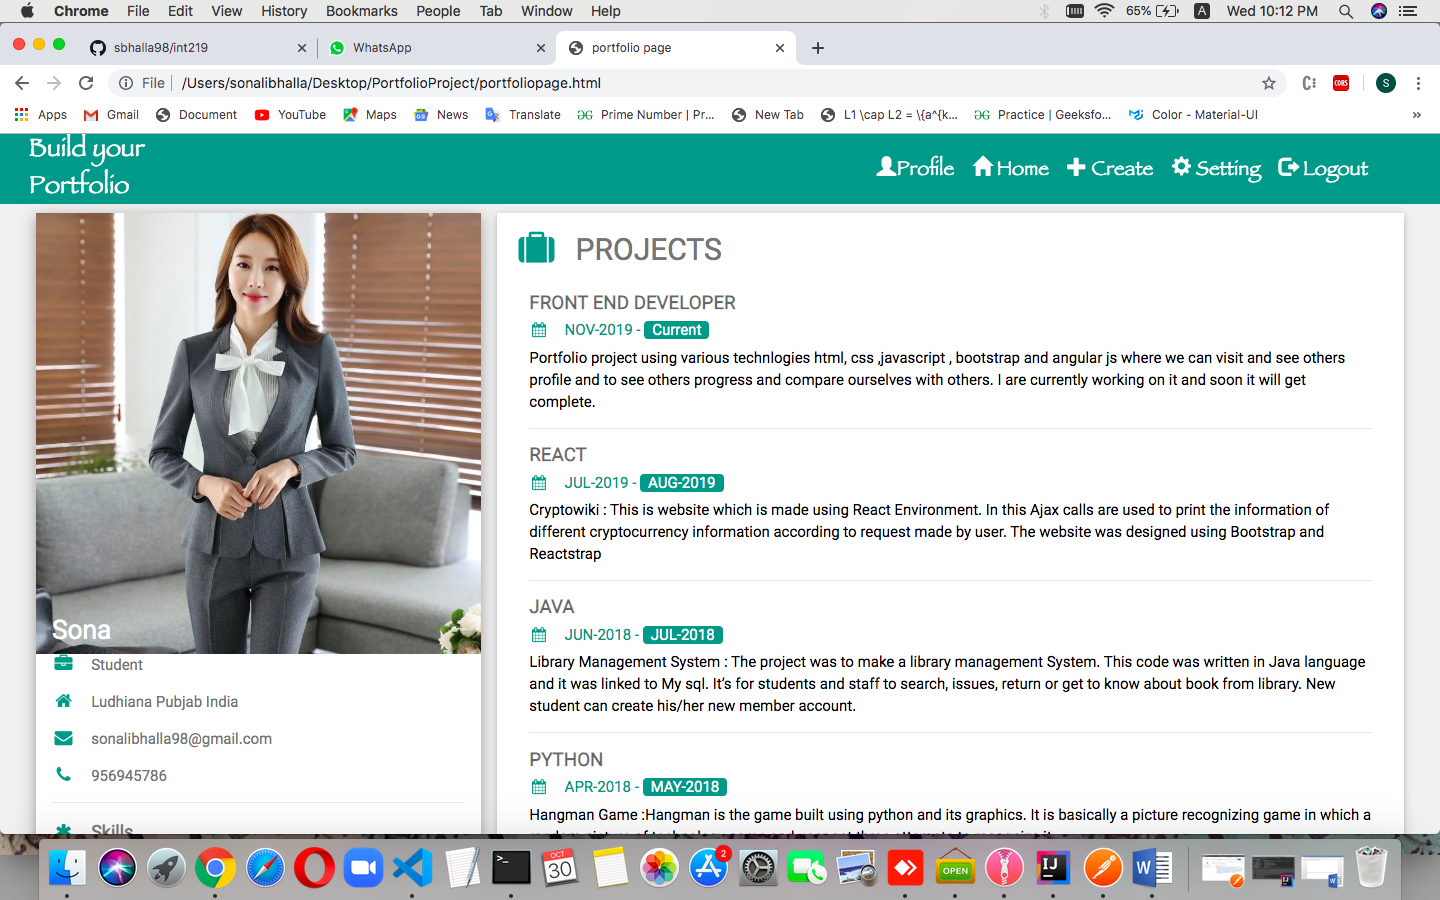 Chrome File Edit View History Bookmarks People Tab Window Help 65% A Wed 10:12 PM
sbhalla98/int219 WhatsApp portfolio page
File /Users/sonalibhalla/Desktop/PortfolioProject/portfoliopage.html CORS S
Apps Gmail Document YouTube Maps News Translate Prime Number | Pr... New Tab L1 \cap L2 = \{a^{k... Practice | Geeksfo... Color - Material-UI »
Build your
Portfolio
Profile Home Create Setting Logout
Sona
Student
Ludhiana Pubjab India
sonalibhalla98@gmail.com
956945786
Skills
PROJECTS
FRONT END DEVELOPER
NOV-2019 - Current
Portfolio project using various technlogies html, css ,javascript , bootstrap and angular js where we can visit and see others
profile and to see others progress and compare ourselves with others. I are currently working on it and soon it will get
complete.
REACT
JUL-2019 - AUG-2019
Cryptowiki : This is website which is made using React Environment. In this Ajax calls are used to print the information of
different cryptocurrency information according to request made by user. The website was designed using Bootstrap and
Reactstrap
JAVA
JUN-2018 - JUL-2018
Library Management System : The project was to make a library management System. This code was written in Java language
and it was linked to My sql. It's for students and staff to search, issues, return or get to know about book from library. New
student can create his/her new member account.
PYTHON
APR-2018 - MAY-2018
Hangman Game :Hangman is the game built using python and its graphics. It is basically a picture recognizing game in which a
OCT
30
2
OPEN
IJ
W